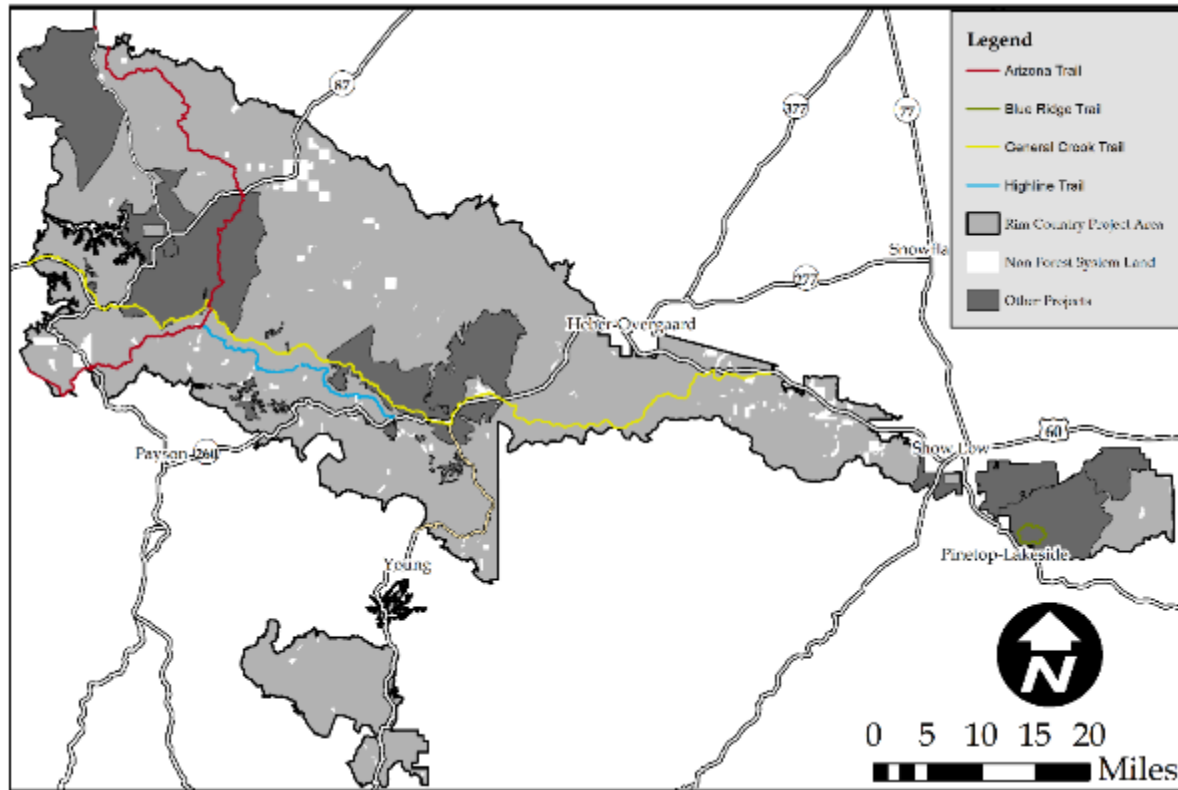 Legend
Arizona Trail
Blue Ridge Trail
General Crook Trail
Highline Trail
Rim Country Project Area
Non Forest System Land
Other Projects
87
377
77
277
Heber-Overgaard
60
Show Low
Payson
260
Pinetop-Lakeside
Young
N
0 5 10 15 20
Miles